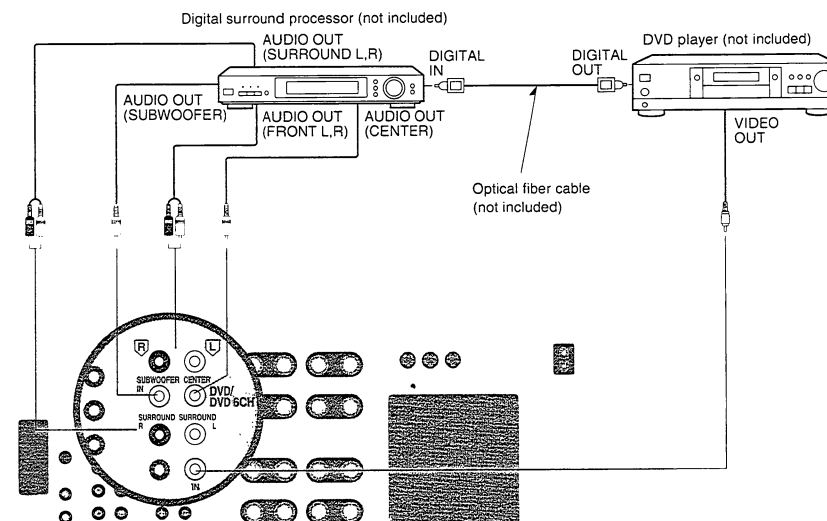 Digital surround processor (not included)
AUDIO OUT
(SURROUND L,R)
DIGITAL
IN
DIGITAL
OUT
DVD player (not included)
AUDIO OUT
(SUBWOOFER)
AUDIO OUT
(FRONT L,R)
AUDIO OUT
(CENTER)
VIDEO
OUT
Optical fiber cable
(not included)
R
L
SUBWOOFER
IN
CENTER
DVD/
DVD 6CH
SURROUND
R
SURROUND
L
IN